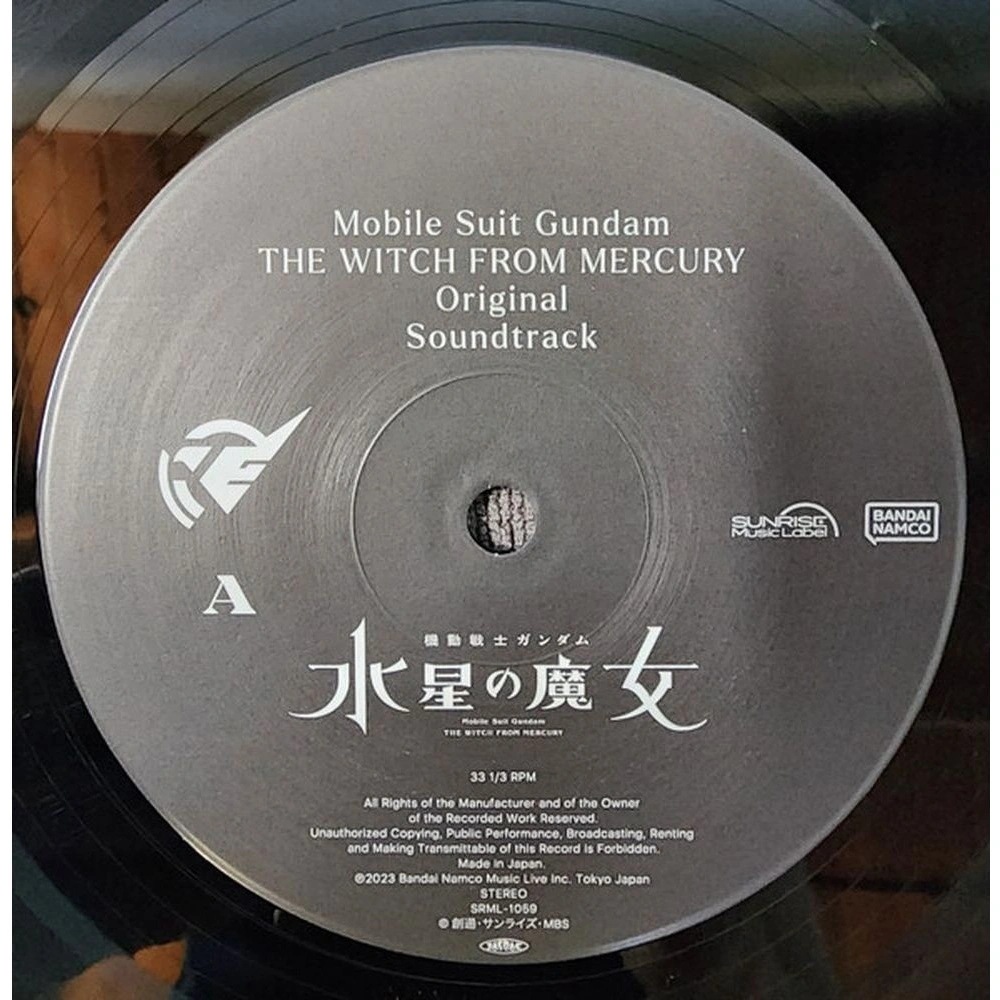 Mobile Suit Gundam
THE WITCH FROM MERCURY
Original
Soundtrack
SUNRISE
Music Label
BANDAI
NAMCO
A
機動戦士ガンダム
水星の魔女
Mobile Suit Gundam
THE WITCH FROM MERCURY
33 1/3 RPM
All Rights of the Manufacturer and of the Owner
of the Recorded Work Reserved.
Unauthorized Copying, Public Performance, Broadcasting, Renting
and Making Transmittable of this Record is Forbidden.
Made in Japan.
℗2023 Bandai Namco Music Live Inc. Tokyo Japan
STEREO
SRML-1059
© 創通・サンライズ・MBS